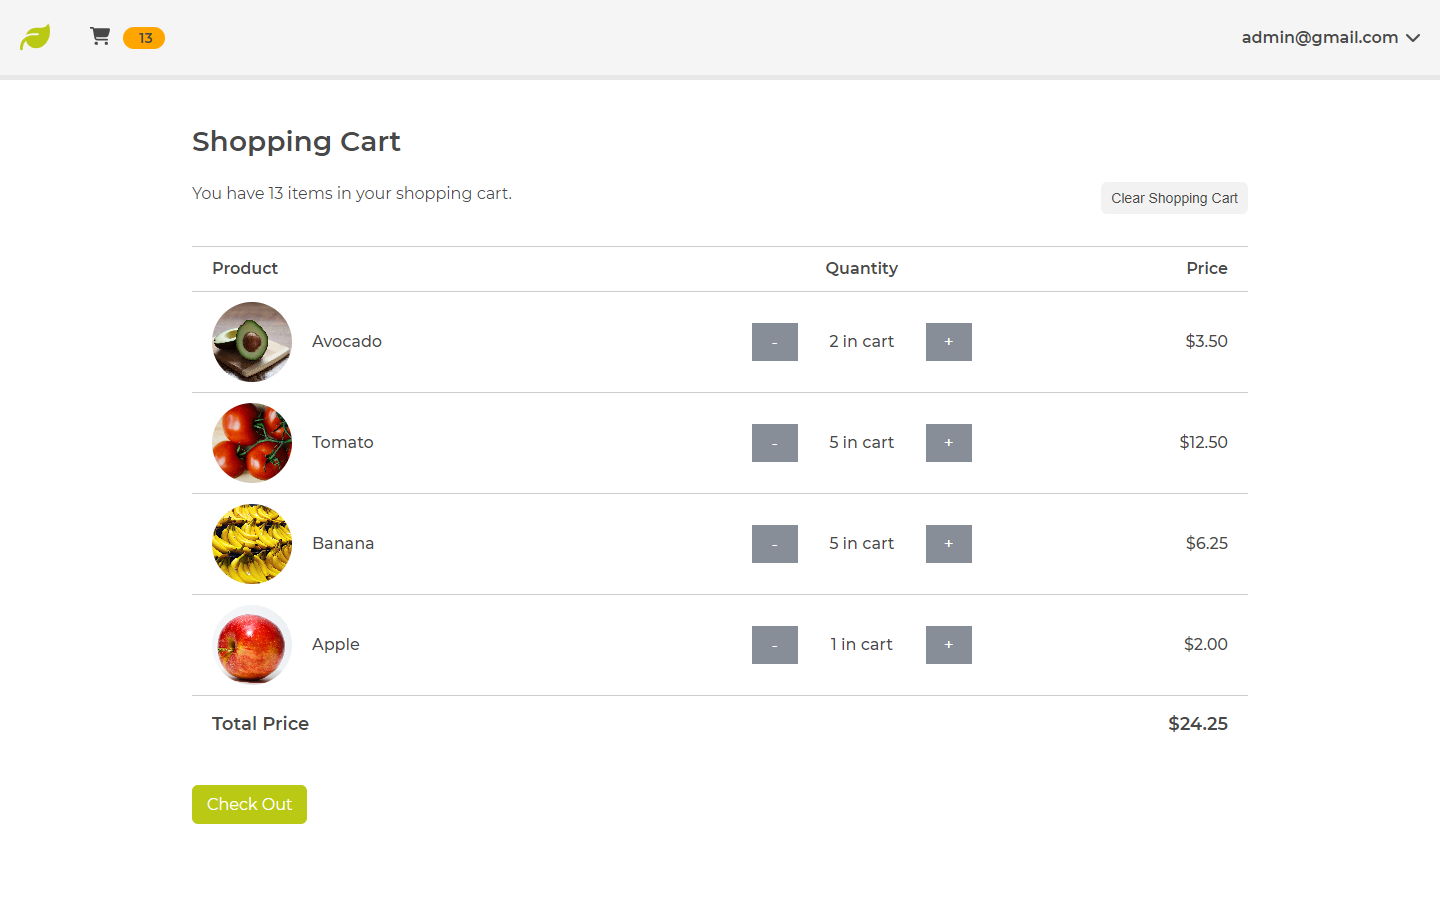 13
admin@gmail.com
Shopping Cart
You have 13 items in your shopping cart.
Clear Shopping Cart
Product Quantity Price
Avocado - 2 in cart + $3.50
Tomato - 5 in cart + $12.50
Banana - 5 in cart + $6.25
Apple - 1 in cart + $2.00
Total Price $24.25
Check Out